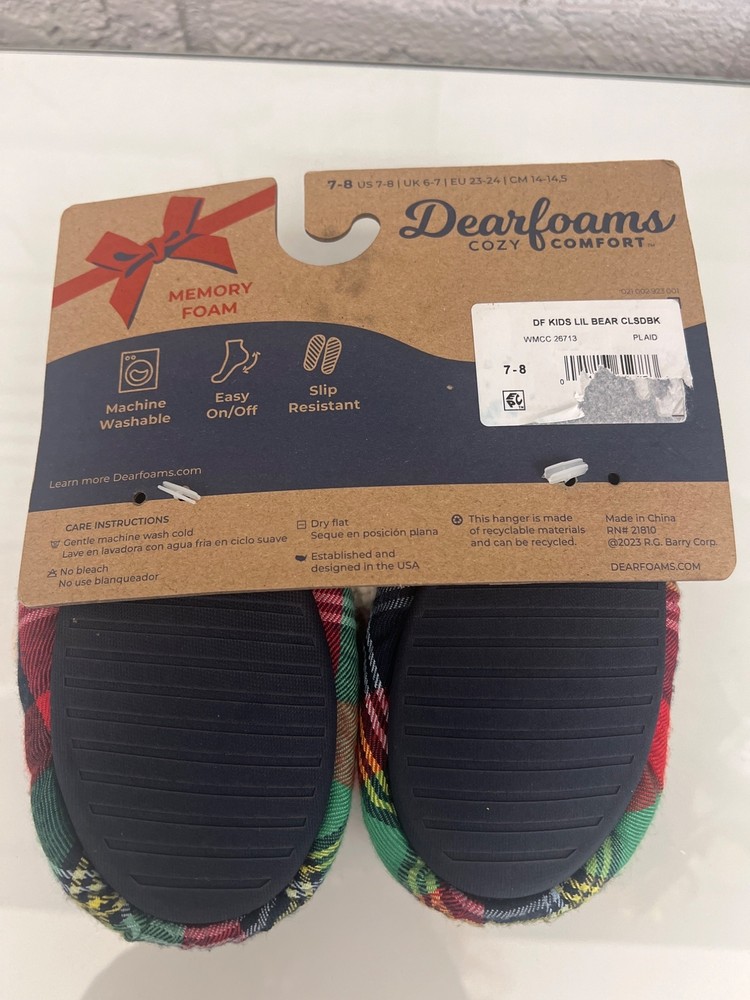 7-8 US 7-8 | UK 6-7 | EU 23-24 | CM 14-14,5
Dearfoams
COZY COMFORT™
MEMORY
FOAM
DF KIDS LIL BEAR CLSDBK
WMCC 26713 PLAID
7-8
0
Machine
Washable
Easy
On/Off
Slip
Resistant
Learn more Dearfoams.com
CARE INSTRUCTIONS
Gentle machine wash cold
Lave en lavadora con agua fria en ciclo suave
No bleach
No use blanqueador
Dry flat
Seque en posición plana
Established and
designed in the USA
This hanger is made
of recyclable materials
and can be recycled.
Made in China
RN# 21810
@2023 R.G. Barry Corp.
DEARFOAMS.COM